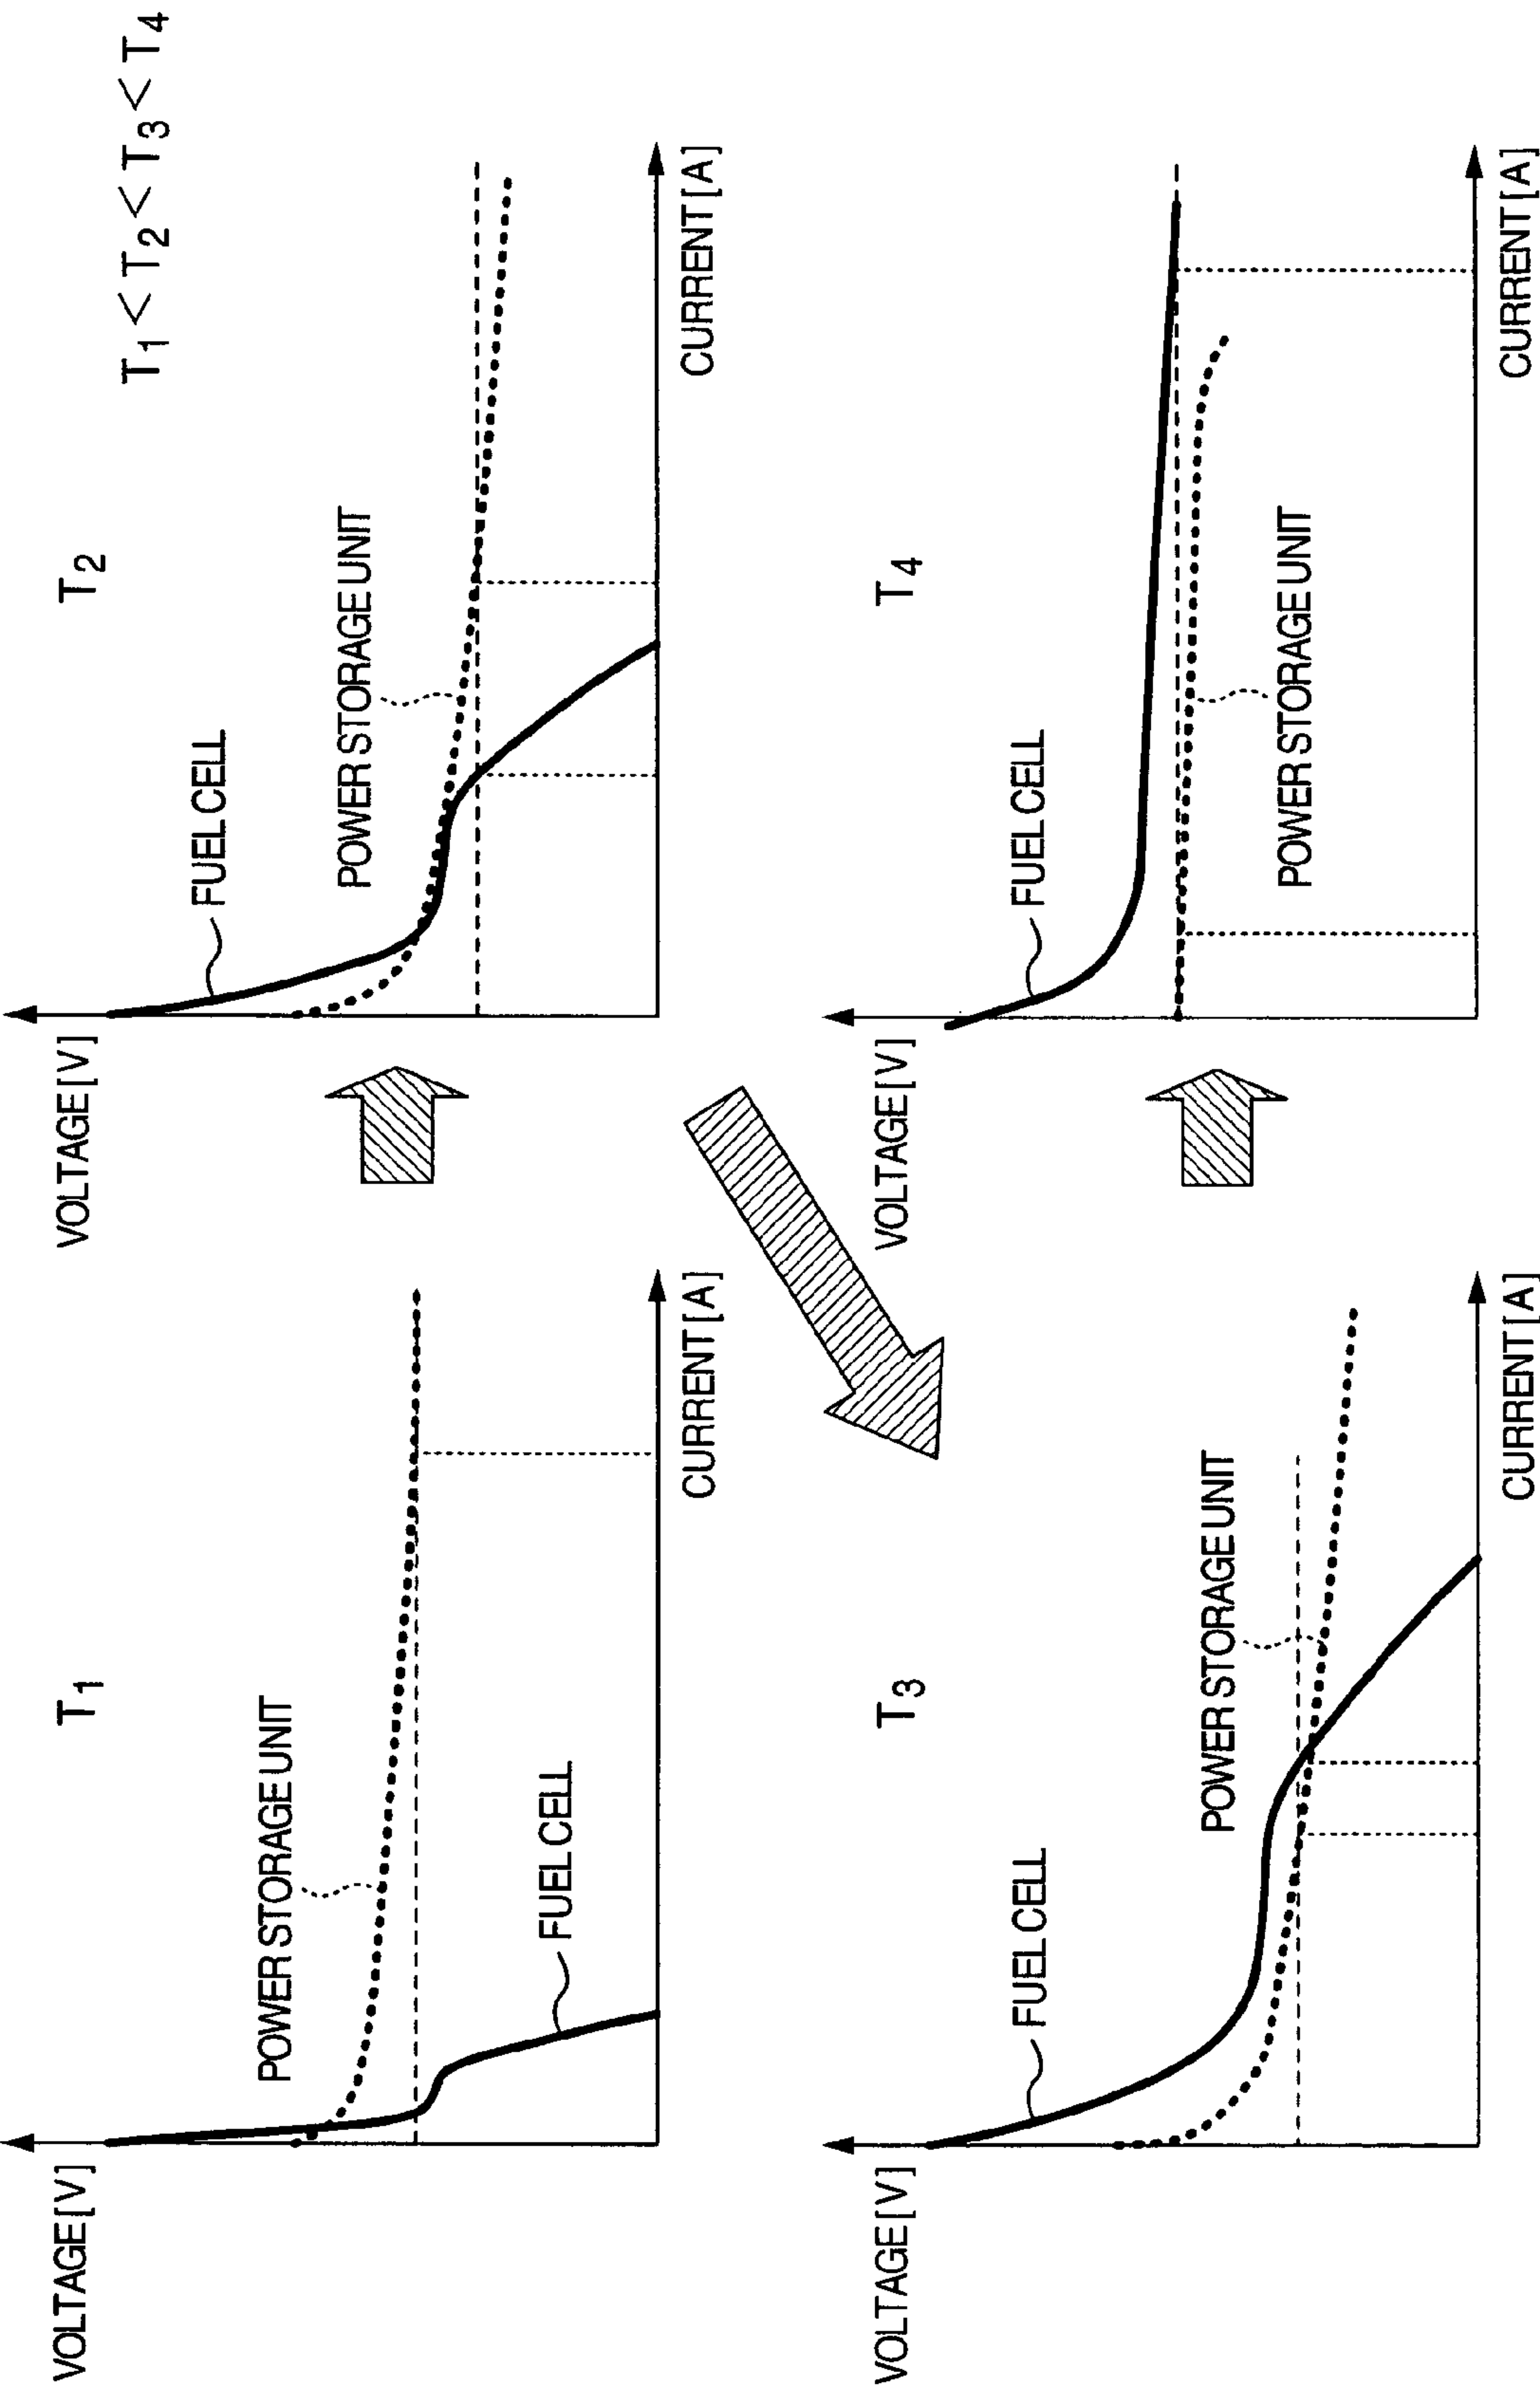 T1 < T2 < T3 < T4
T1
VOLTAGE[V]
POWER STORAGE UNIT
FUEL CELL
CURRENT[A]
T2
VOLTAGE[V]
FUEL CELL
POWER STORAGE UNIT
CURRENT[A]
T3
VOLTAGE[V]
FUEL CELL
POWER STORAGE UNIT
CURRENT[A]
T4
VOLTAGE[V]
FUEL CELL
POWER STORAGE UNIT
CURRENT[A]